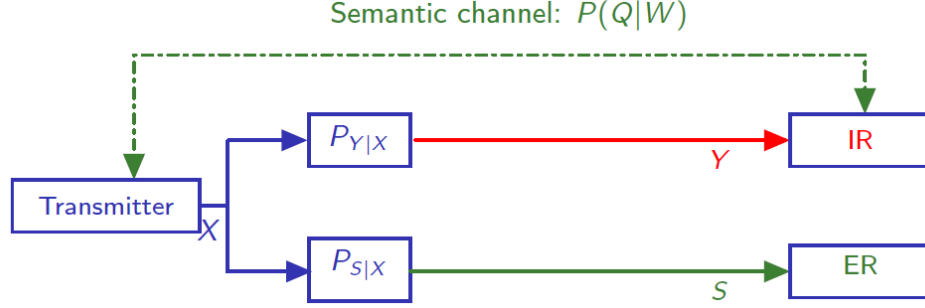 Semantic channel: P(Q|W)
P_{Y|X}
IR
Y
Transmitter
X
P_{S|X}
ER
S